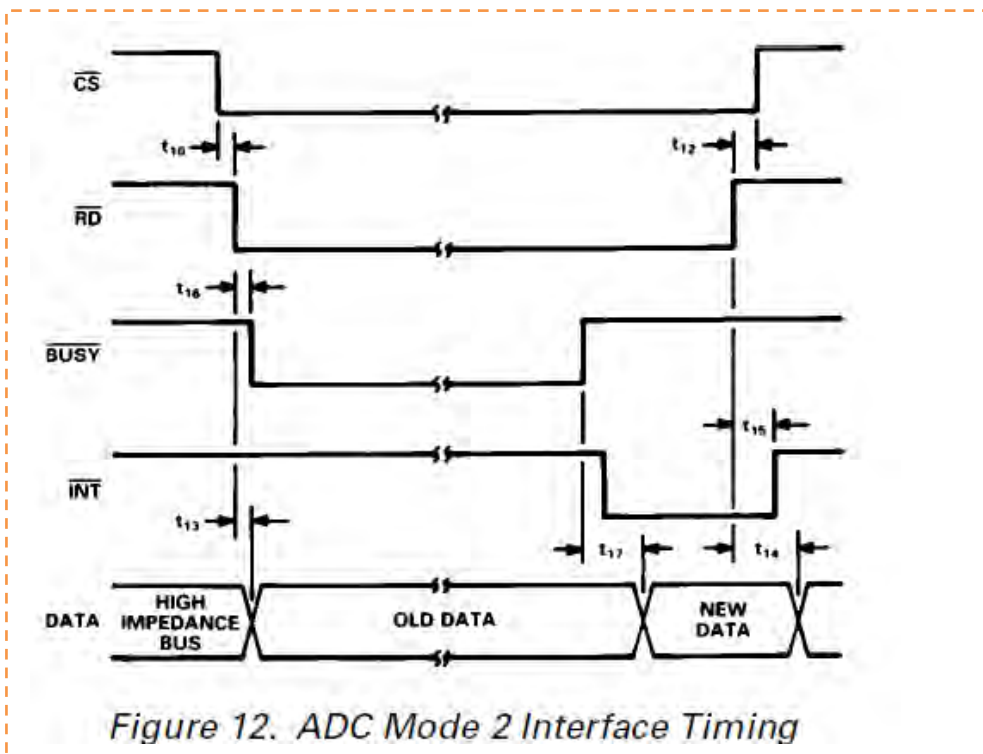 CS
t10
t12
RD
t16
BUSY
t15
INT
t13
t17
t14
DATA
HIGH
IMPEDANCE
BUS
OLD DATA
NEW
DATA
Figure 12. ADC Mode 2 Interface Timing